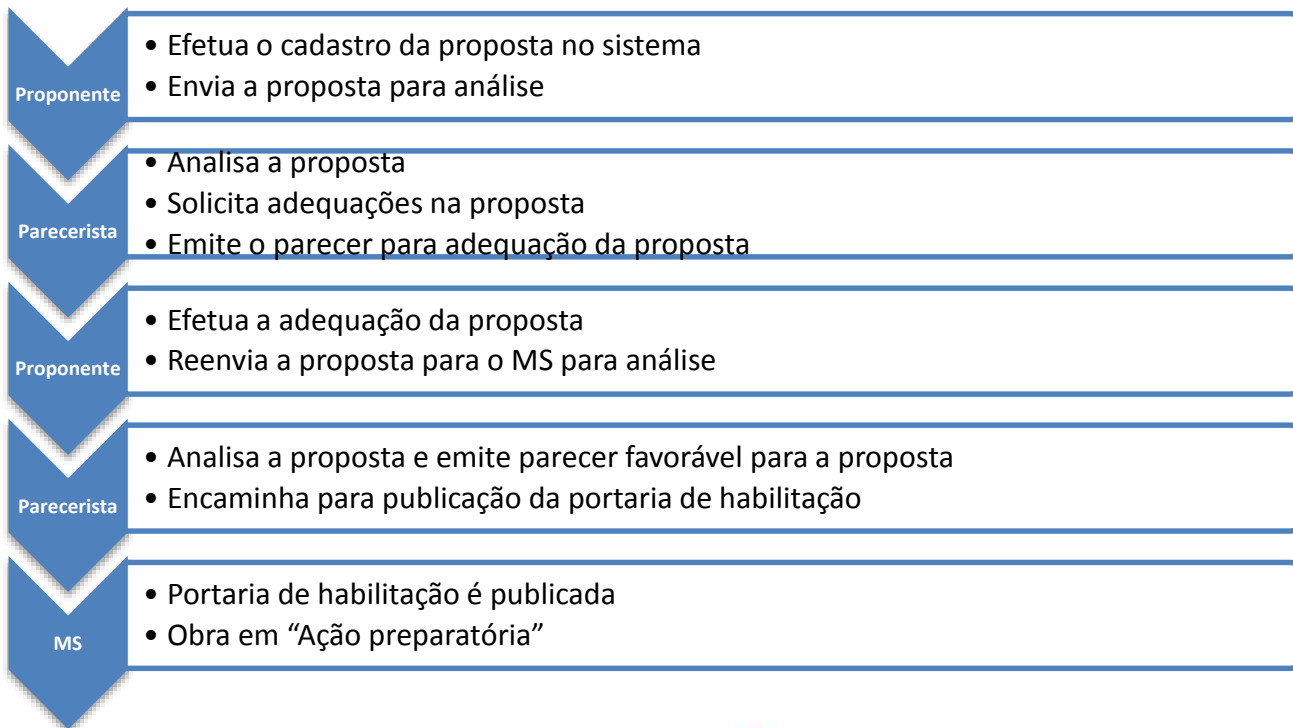 Proponente
• Efetua o cadastro da proposta no sistema
• Envia a proposta para análise
Parecerista
• Analisa a proposta
• Solicita adequações na proposta
• Emite o parecer para adequação da proposta
Proponente
• Efetua a adequação da proposta
• Reenvia a proposta para o MS para análise
Parecerista
• Analisa a proposta e emite parecer favorável para a proposta
• Encaminha para publicação da portaria de habilitação
MS
• Portaria de habilitação é publicada
• Obra em “Ação preparatória”